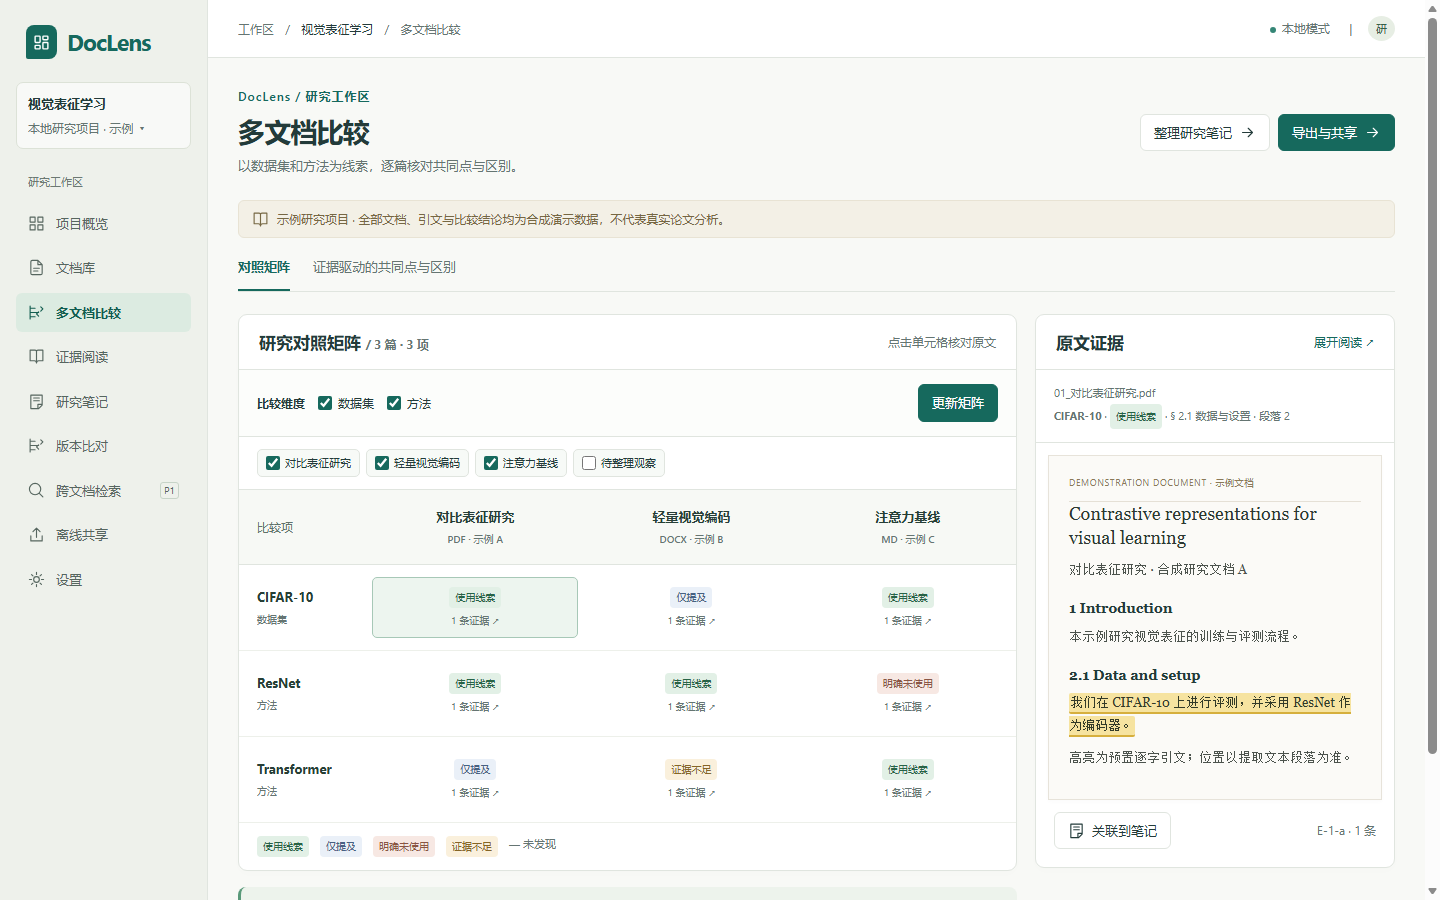 DocLens
视觉表征学习
本地研究项目 · 示例
研究工作区
项目概览
文档库
多文档比较
证据阅读
研究笔记
版本比对
跨文档检索 P1
离线共享
设置
工作区 / 视觉表征学习 / 多文档比较
本地模式 | 研
DocLens / 研究工作区
多文档比较
以数据集和方法为线索，逐篇核对共同点与区别。
整理研究笔记 →
导出与共享 →
示例研究项目 · 全部文档、引文与比较结论均为合成演示数据，不代表真实论文分析。
对照矩阵 证据驱动的共同点与区别
研究对照矩阵 / 3 篇 · 3 项 点击单元格核对原文
比较维度 数据集 方法 更新矩阵
对比表征研究 轻量视觉编码 注意力基线 待整理观察
比较项 对比表征研究 轻量视觉编码 注意力基线
PDF · 示例 A DOCX · 示例 B MD · 示例 C
CIFAR-10 使用线索 仅提及 使用线索
数据集 1 条证据 ↗ 1 条证据 ↗ 1 条证据 ↗
ResNet 使用线索 使用线索 明确未使用
方法 1 条证据 ↗ 1 条证据 ↗ 1 条证据 ↗
Transformer 仅提及 证据不足 使用线索
方法 1 条证据 ↗ 1 条证据 ↗ 1 条证据 ↗
使用线索 仅提及 明确未使用 证据不足 — 未发现
原文证据 展开阅读 ↗
01_对比表征研究.pdf
CIFAR-10 · 使用线索 · § 2.1 数据与设置 · 段落 2
DEMONSTRATION DOCUMENT · 示例文档
Contrastive representations for
visual learning
对比表征研究 · 合成研究文档 A
1 Introduction
本示例研究视觉表征的训练与评测流程。
2.1 Data and setup
我们在 CIFAR-10 上进行评测，并采用 ResNet 作
为编码器。
高亮为预置逐字引文；位置以提取文本段落为准。
关联到笔记 E-1-a · 1 条